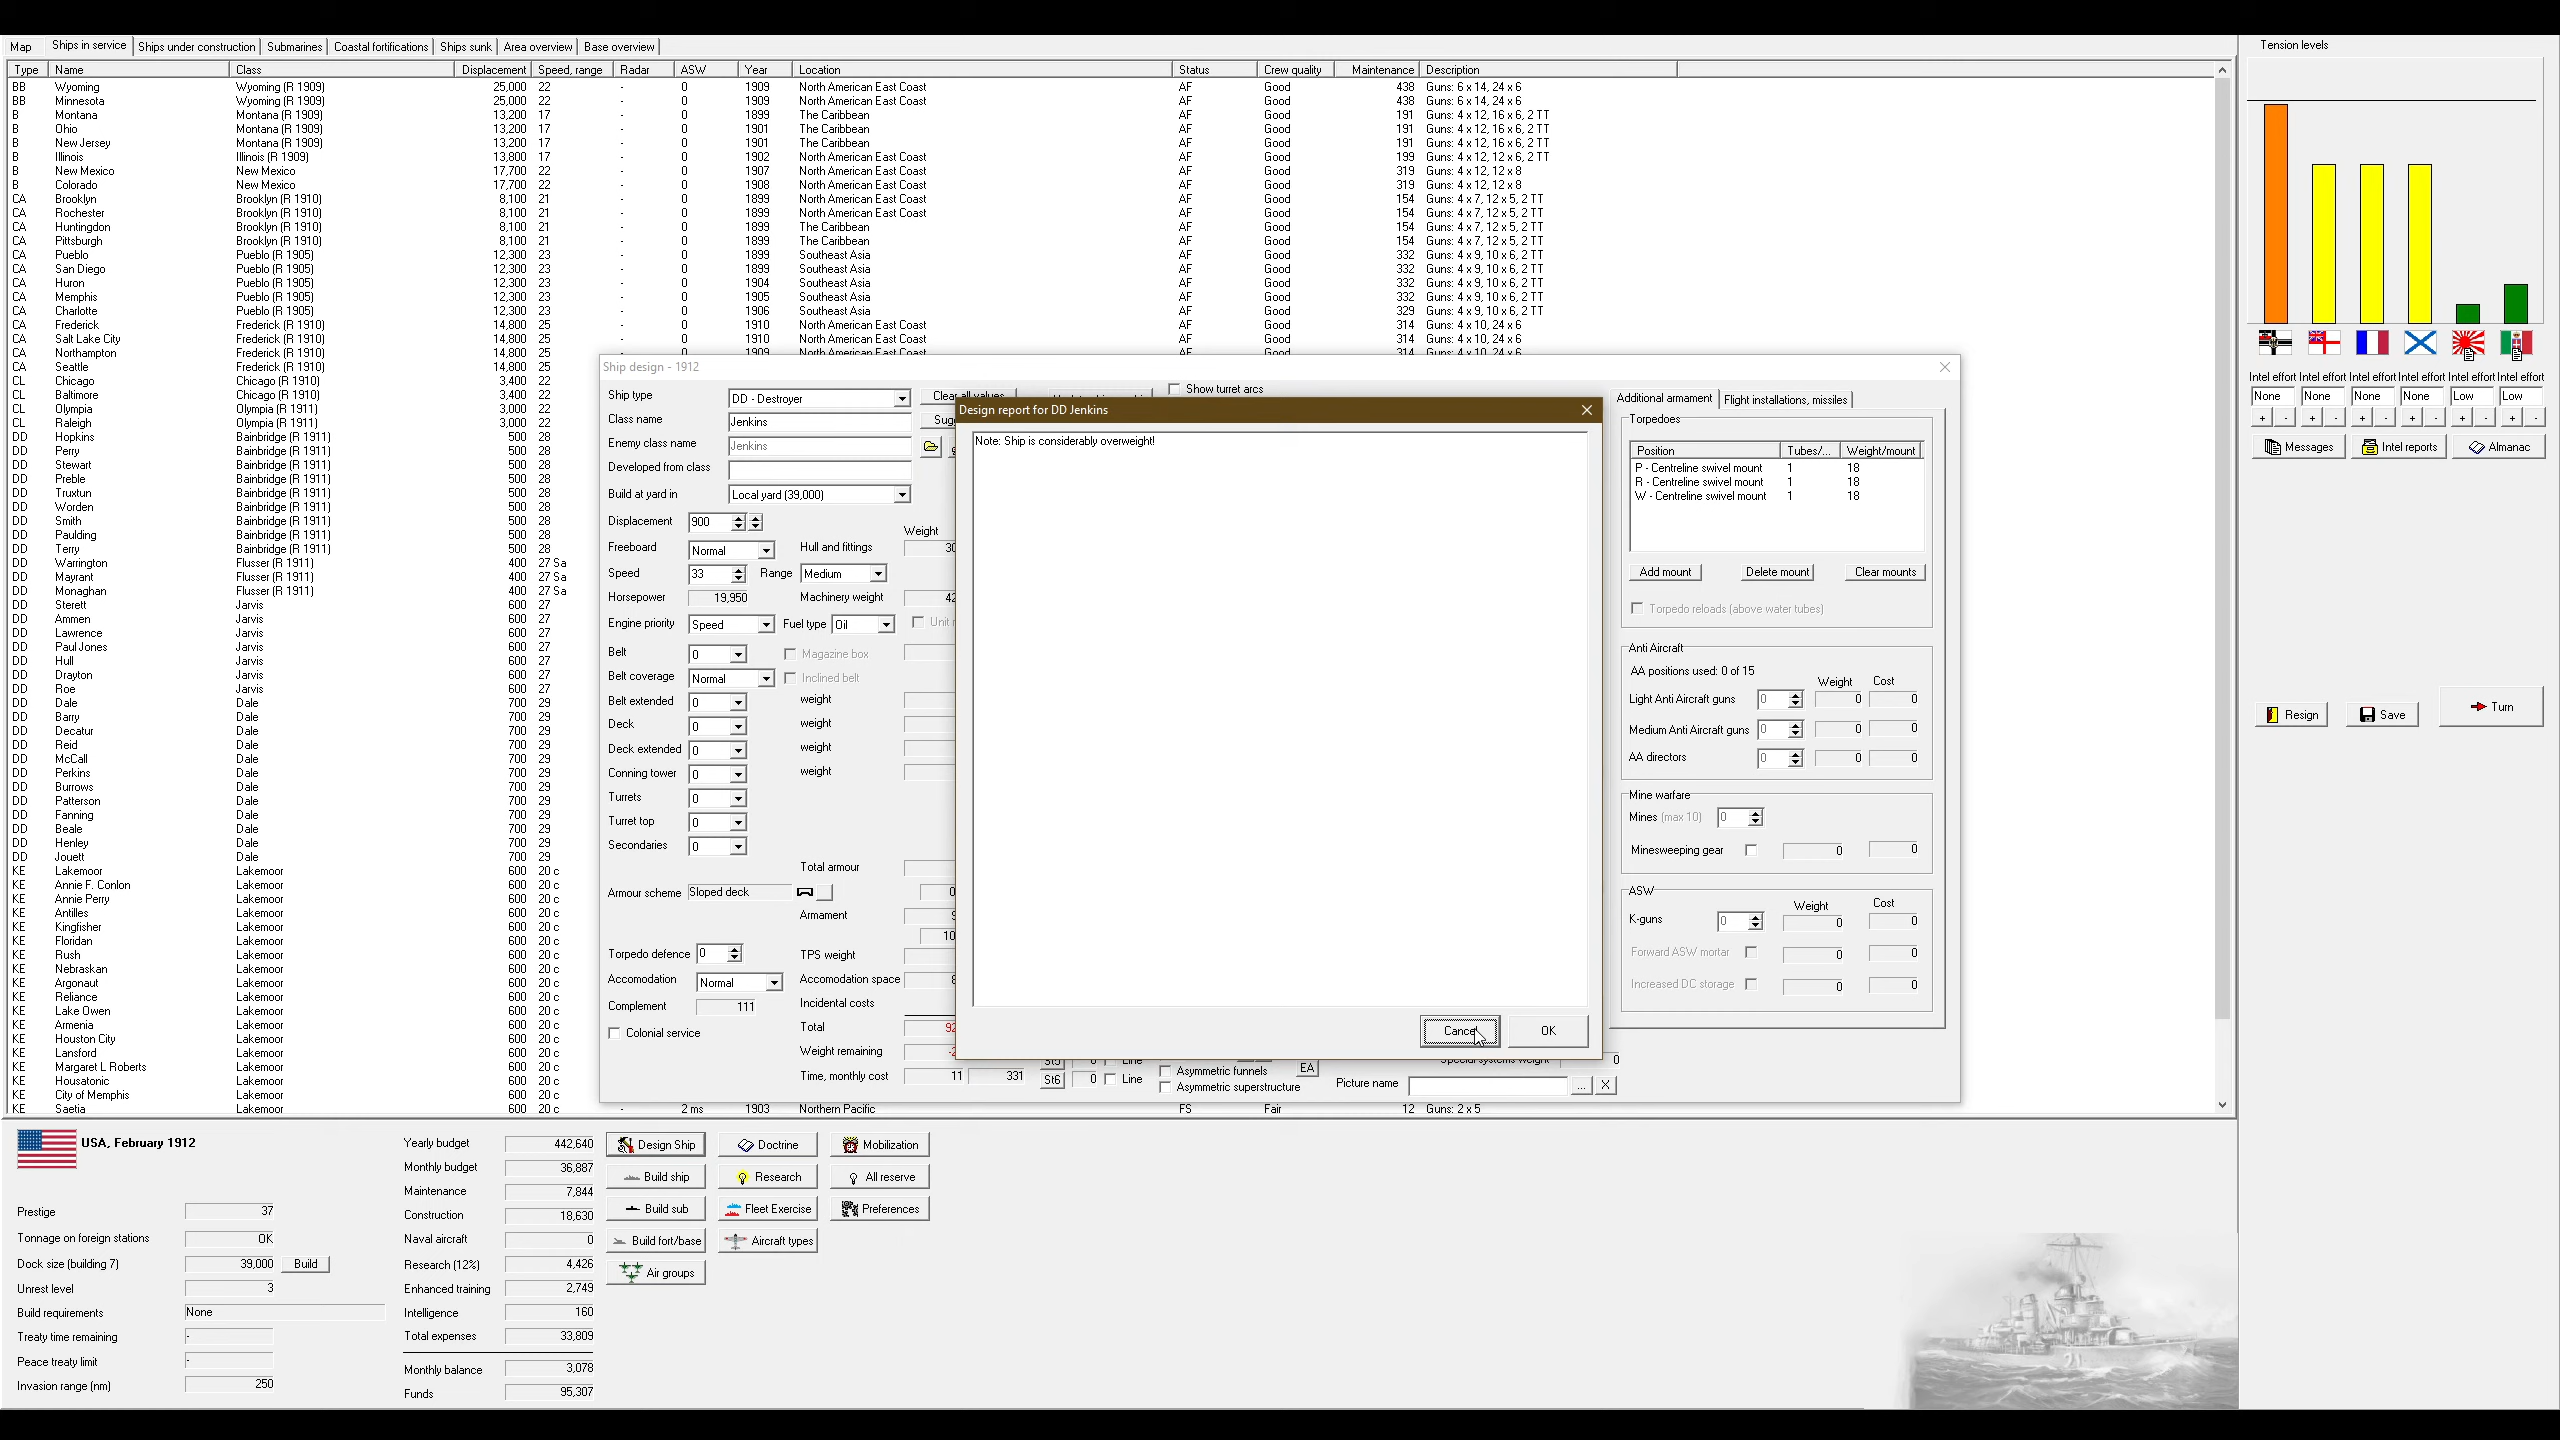 Map Ships in service Ships under construction Submarines Coastal fortifications Ships sunk Area overview Base overview
Type Name Class Displacement Speed, range Radar ASW Year Location Status Crew quality Maintenance Description
BB Wyoming Wyoming (R 1909) 25,000 22 - 0 1909 North American East Coast AF Good 438 Guns: 6 x 14, 24 x 6
BB Minnesota Wyoming (R 1909) 25,000 22 - 0 1909 North American East Coast AF Good 438 Guns: 6 x 14, 24 x 6
B Montana Montana (R 1909) 13,200 17 - 0 1899 The Caribbean AF Good 191 Guns: 4 x 12, 16 x 6, 2 TT
B Ohio Montana (R 1909) 13,200 17 - 0 1901 The Caribbean AF Good 191 Guns: 4 x 12, 16 x 6, 2 TT
B New Jersey Montana (R 1909) 13,200 17 - 0 1901 The Caribbean AF Good 191 Guns: 4 x 12, 16 x 6, 2 TT
B Illinois Illinois (R 1909) 13,800 17 - 0 1902 North American East Coast AF Good 199 Guns: 4 x 12, 12 x 6, 2 TT
B New Mexico New Mexico 17,700 22 - 0 1907 North American East Coast AF Good 319 Guns: 4 x 12, 12 x 8
B Colorado New Mexico 17,700 22 - 0 1908 North American East Coast AF Good 319 Guns: 4 x 12, 12 x 8
CA Brooklyn Brooklyn (R 1910) 8,100 21 - 0 1899 North American East Coast AF Good 154 Guns: 4 x 7, 12 x 5, 2 TT
CA Rochester Brooklyn (R 1910) 8,100 21 - 0 1899 North American East Coast AF Good 154 Guns: 4 x 7, 12 x 5, 2 TT
CA Huntingdon Brooklyn (R 1910) 8,100 21 - 0 1899 The Caribbean AF Good 154 Guns: 4 x 7, 12 x 5, 2 TT
CA Pittsburgh Brooklyn (R 1910) 8,100 21 - 0 1899 The Caribbean AF Good 154 Guns: 4 x 7, 12 x 5, 2 TT
CA Pueblo Pueblo (R 1905) 12,300 23 - 0 1899 Southeast Asia AF Good 332 Guns: 4 x 9, 10 x 6, 2 TT
CA San Diego Pueblo (R 1905) 12,300 23 - 0 1899 Southeast Asia AF Good 332 Guns: 4 x 9, 10 x 6, 2 TT
CA Huron Pueblo (R 1905) 12,300 23 - 0 1904 Southeast Asia AF Good 332 Guns: 4 x 9, 10 x 6, 2 TT
CA Memphis Pueblo (R 1905) 12,300 23 - 0 1905 Southeast Asia AF Good 332 Guns: 4 x 9, 10 x 6, 2 TT
CA Charlotte Pueblo (R 1905) 12,300 23 - 0 1906 Southeast Asia AF Good 329 Guns: 4 x 9, 10 x 6, 2 TT
CA Frederick Frederick (R 1910) 14,800 25 - 0 1910 North American East Coast AF Good 314 Guns: 4 x 10, 24 x 6
CA Salt Lake City Frederick (R 1910) 14,800 25 - 0 1910 North American East Coast AF Good 314 Guns: 4 x 10, 24 x 6
CA Northampton Frederick (R 1910) 14,800 25 - 0 1909 North American East Coast AF Good 314 Guns: 4 x 10, 24 x 6
CA Seattle Frederick (R 1910) 14,800 25
CL Chicago Chicago (R 1910) 3,400 22
CL Baltimore Chicago (R 1910) 3,400 22
CL Olympia Olympia (R 1911) 3,000 22
CL Raleigh Olympia (R 1911) 3,000 22
DD Hopkins Bainbridge (R 1911) 500 28
DD Perry Bainbridge (R 1911) 500 28
DD Stewart Bainbridge (R 1911) 500 28
DD Preble Bainbridge (R 1911) 500 28
DD Truxtun Bainbridge (R 1911) 500 28
DD Worden Bainbridge (R 1911) 500 28
DD Smith Bainbridge (R 1911) 500 28
DD Paulding Bainbridge (R 1911) 500 28
DD Terry Bainbridge (R 1911) 500 28
DD Warrington Flusser (R 1911) 400 27 Sa
DD Mayrant Flusser (R 1911) 400 27 Sa
DD Monaghan Flusser (R 1911) 400 27 Sa
DD Sterett Jarvis 600 27
DD Ammen Jarvis 600 27
DD Lawrence Jarvis 600 27
DD Paul Jones Jarvis 600 27
DD Hull Jarvis 600 27
DD Drayton Jarvis 600 27
DD Roe Jarvis 600 27
DD Dale Dale 700 29
DD Barry Dale 700 29
DD Decatur Dale 700 29
DD Reid Dale 700 29
DD McCall Dale 700 29
DD Perkins Dale 700 29
DD Burrows Dale 700 29
DD Patterson Dale 700 29
DD Fanning Dale 700 29
DD Beale Dale 700 29
DD Henley Dale 700 29
DD Jouett Dale 700 29
KE Lakemoor Lakemoor 600 20 c
KE Annie F. Conlon Lakemoor 600 20 c
KE Annie Perry Lakemoor 600 20 c
KE Antilles Lakemoor 600 20 c
KE Kingfisher Lakemoor 600 20 c
KE Floridan Lakemoor 600 20 c
KE Rush Lakemoor 600 20 c
KE Nebraskan Lakemoor 600 20 c
KE Argonaut Lakemoor 600 20 c
KE Reliance Lakemoor 600 20 c
KE Lake Owen Lakemoor 600 20 c
KE Armenia Lakemoor 600 20 c
KE Houston City Lakemoor 600 20 c
KE Lansford Lakemoor 600 20 c
KE Margaret L Roberts Lakemoor 600 20 c
KE Housatonic Lakemoor 600 20 c
KE City of Memphis Lakemoor 600 20 c
KE Saetia Lakemoor 600 20 c - 2 ms 1903 Northern Pacific FS Fair 12 Guns: 2 x 5
Ship design - 1912
Ship type DD - Destroyer Clear all values Show turret arcs
Class name Jenkins
Enemy class name Jenkins
Developed from class
Build at yard in Local yard (39,000)
Displacement 900 Weight
Freeboard Normal Hull and fittings 30
Speed 33 Range Medium
Horsepower 19,950 Machinery weight 42
Engine priority Speed Fuel type Oil Unit
Belt 0 Magazine box
Belt coverage Normal Inclined belt
Belt extended 0 weight
Deck 0 weight
Deck extended 0 weight
Conning tower 0 weight
Turrets 0
Turret top 0
Secondaries 0
Total armour
Armour scheme Sloped deck 0
Armament 9
10
Torpedo defence 0 TPS weight
Accomodation Normal Accomodation space 8
Complement 111 Incidental costs
Colonial service Total 92
Weight remaining -2
Time, monthly cost 11 331
St5 0 Line
St6 0 Line
Asymmetric funnels EA
Asymmetric superstructure
Special systems weight 0
Picture name ... X
Design report for DD Jenkins
Note: Ship is considerably overweight!
Cancel OK
Additional armament Flight installations, missiles
Torpedoes
Position Tubes/... Weight/mount
P - Centreline swivel mount 1 18
R - Centreline swivel mount 1 18
W - Centreline swivel mount 1 18
Add mount Delete mount Clear mounts
Torpedo reloads (above water tubes)
Anti Aircraft
AA positions used: 0 of 15
Weight Cost
Light Anti Aircraft guns 0 0 0
Medium Anti Aircraft guns 0 0 0
AA directors 0 0 0
Mine warfare
Mines (max 10) 0
Minesweeping gear 0 0
ASW
Weight Cost
K-guns 0 0 0
Forward ASW mortar 0 0
Increased DC storage 0 0
Tension levels
Intel effort Intel effort Intel effort Intel effort Intel effort Intel effort
None None None None Low Low
+ - + - + - + - + - + -
Messages Intel reports Almanac
Resign Save Turn
USA, February 1912
Prestige 37
Tonnage on foreign stations OK
Dock size (building 7) 39,000 Build
Unrest level 3
Build requirements None
Treaty time remaining -
Peace treaty limit -
Invasion range (nm) 250
Yearly budget 442,640
Monthly budget 36,887
Maintenance 7,844
Construction 18,630
Naval aircraft 0
Research (12%) 4,426
Enhanced training 2,749
Intelligence 160
Total expenses 33,809
Monthly balance 3,078
Funds 95,307
Design Ship Doctrine Mobilization
Build ship Research All reserve
Build sub Fleet Exercise Preferences
Build fort/base Aircraft types
Air groups